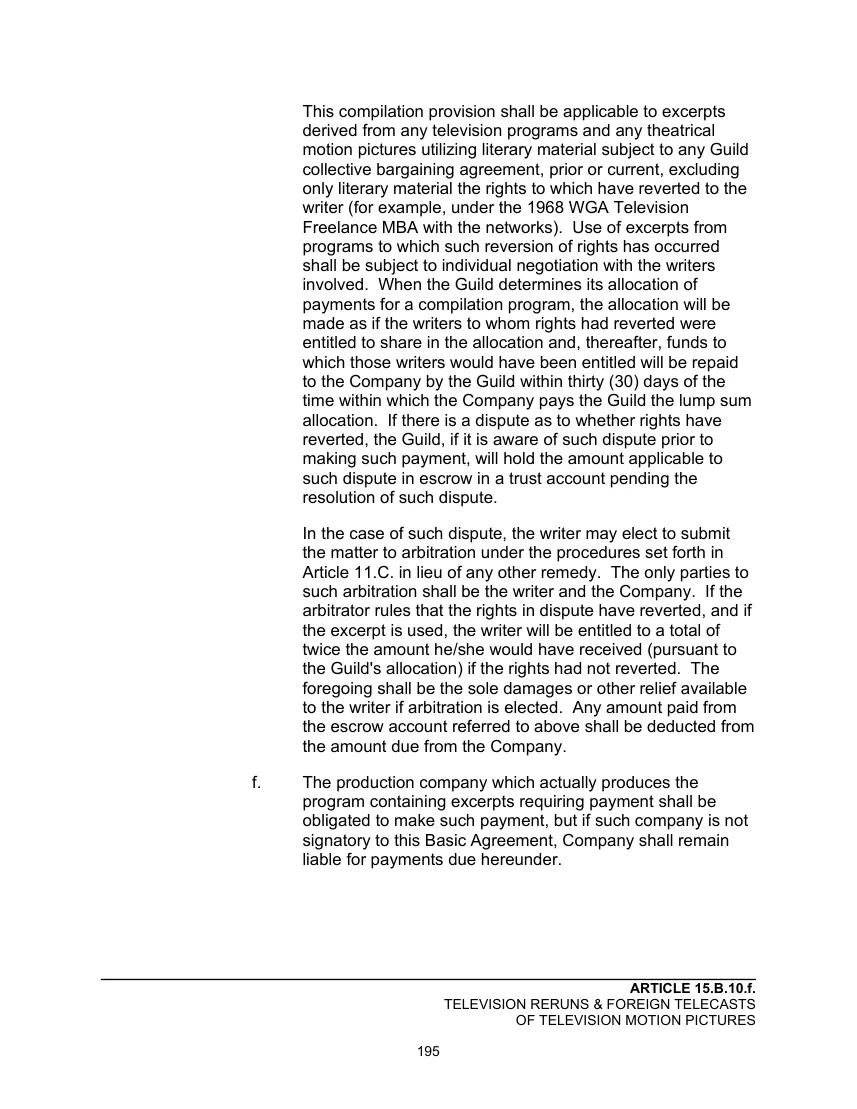 This compilation provision shall be applicable to excerpts
derived from any television programs and any theatrical
motion pictures utilizing literary material subject to any Guild
collective bargaining agreement, prior or current, excluding
only literary material the rights to which have reverted to the
writer (for example, under the 1968 WGA Television
Freelance MBA with the networks).  Use of excerpts from
programs to which such reversion of rights has occurred
shall be subject to individual negotiation with the writers
involved.  When the Guild determines its allocation of
payments for a compilation program, the allocation will be
made as if the writers to whom rights had reverted were
entitled to share in the allocation and, thereafter, funds to
which those writers would have been entitled will be repaid
to the Company by the Guild within thirty (30) days of the
time within which the Company pays the Guild the lump sum
allocation.  If there is a dispute as to whether rights have
reverted, the Guild, if it is aware of such dispute prior to
making such payment, will hold the amount applicable to
such dispute in escrow in a trust account pending the
resolution of such dispute.
In the case of such dispute, the writer may elect to submit
the matter to arbitration under the procedures set forth in
Article 11.C. in lieu of any other remedy.  The only parties to
such arbitration shall be the writer and the Company.  If the
arbitrator rules that the rights in dispute have reverted, and if
the excerpt is used, the writer will be entitled to a total of
twice the amount he/she would have received (pursuant to
the Guild's allocation) if the rights had not reverted.  The
foregoing shall be the sole damages or other relief available
to the writer if arbitration is elected.  Any amount paid from
the escrow account referred to above shall be deducted from
the amount due from the Company.
f. The production company which actually produces the
program containing excerpts requiring payment shall be
obligated to make such payment, but if such company is not
signatory to this Basic Agreement, Company shall remain
liable for payments due hereunder.
ARTICLE 15.B.10.f.
TELEVISION RERUNS & FOREIGN TELECASTS
OF TELEVISION MOTION PICTURES
195